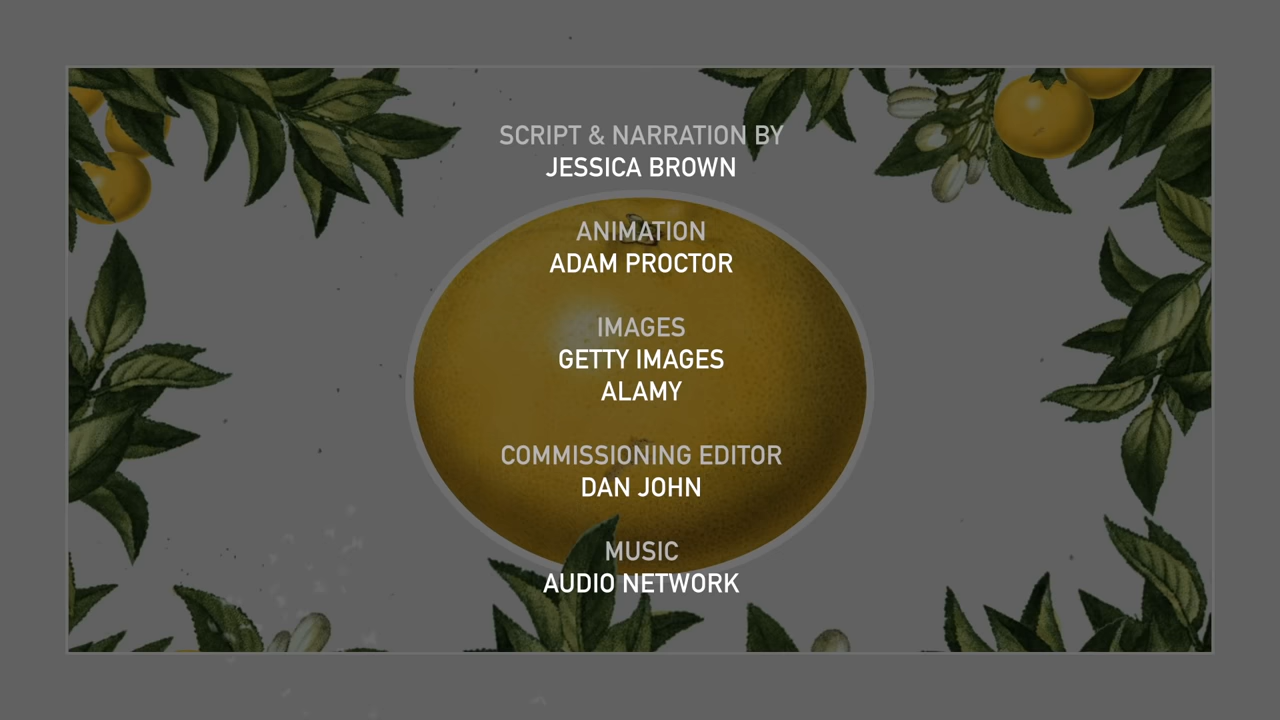 SCRIPT & NARRATION BY
JESSICA BROWN
ANIMATION
ADAM PROCTOR
IMAGES
GETTY IMAGES
ALAMY
COMMISSIONING EDITOR
DAN JOHN
MUSIC
AUDIO NETWORK